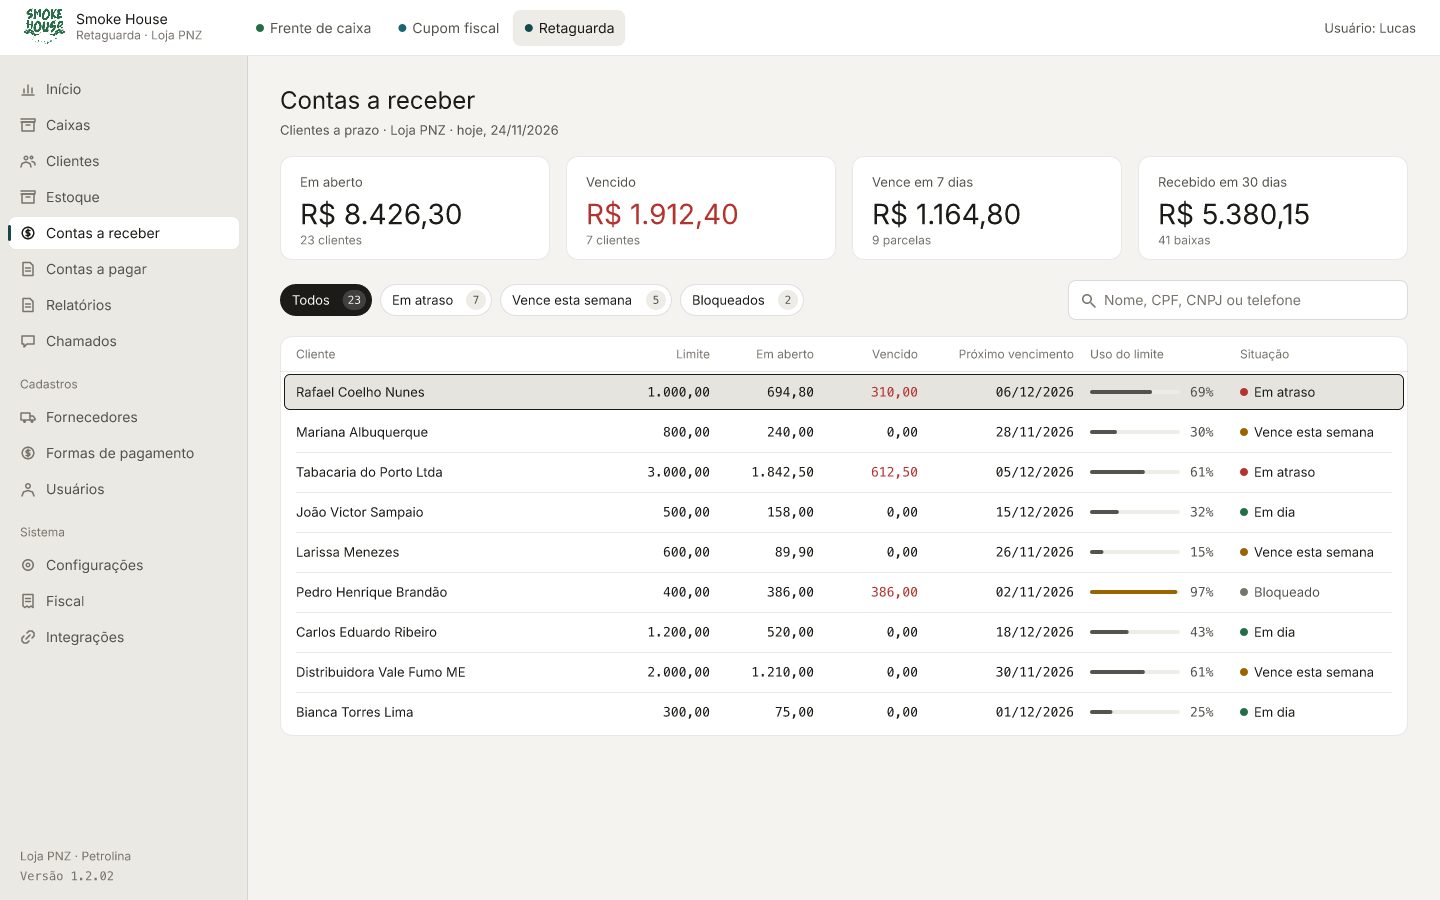 SMOKE HOUSE
Smoke House
Retaguarda · Loja PNZ
Frente de caixa
Cupom fiscal
Retaguarda
Usuário: Lucas
Início
Caixas
Clientes
Estoque
Contas a receber
Contas a pagar
Relatórios
Chamados
Cadastros
Fornecedores
Formas de pagamento
Usuários
Sistema
Configurações
Fiscal
Integrações
Loja PNZ · Petrolina
Versão 1.2.02
Contas a receber
Clientes a prazo · Loja PNZ · hoje, 24/11/2026
Em aberto
R$ 8.426,30
23 clientes
Vencido
R$ 1.912,40
7 clientes
Vence em 7 dias
R$ 1.164,80
9 parcelas
Recebido em 30 dias
R$ 5.380,15
41 baixas
Todos 23
Em atraso 7
Vence esta semana 5
Bloqueados 2
Nome, CPF, CNPJ ou telefone
Cliente Limite Em aberto Vencido Próximo vencimento Uso do limite Situação
Rafael Coelho Nunes 1.000,00 694,80 310,00 06/12/2026 69% Em atraso
Mariana Albuquerque 800,00 240,00 0,00 28/11/2026 30% Vence esta semana
Tabacaria do Porto Ltda 3.000,00 1.842,50 612,50 05/12/2026 61% Em atraso
João Victor Sampaio 500,00 158,00 0,00 15/12/2026 32% Em dia
Larissa Menezes 600,00 89,90 0,00 26/11/2026 15% Vence esta semana
Pedro Henrique Brandão 400,00 386,00 386,00 02/11/2026 97% Bloqueado
Carlos Eduardo Ribeiro 1.200,00 520,00 0,00 18/12/2026 43% Em dia
Distribuidora Vale Fumo ME 2.000,00 1.210,00 0,00 30/11/2026 61% Vence esta semana
Bianca Torres Lima 300,00 75,00 0,00 01/12/2026 25% Em dia